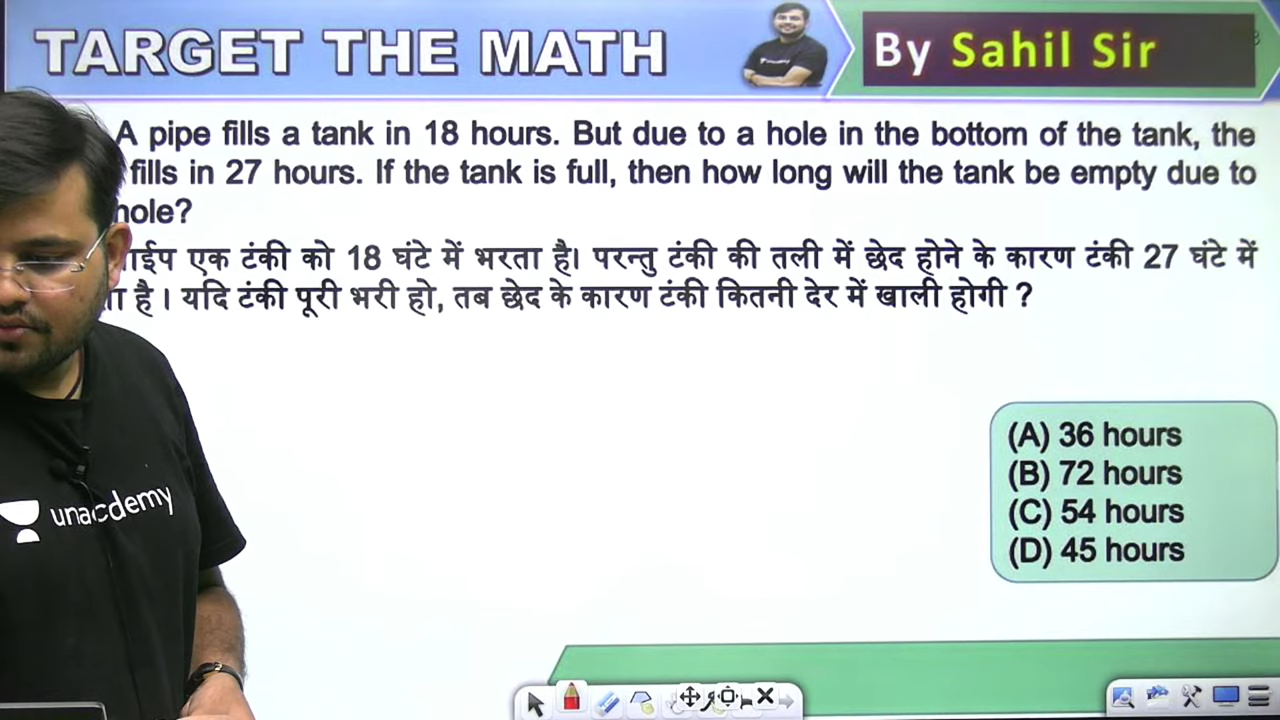 TARGET THE MATH
By Sahil Sir
A pipe fills a tank in 18 hours. But due to a hole in the bottom of the tank, the
fills in 27 hours. If the tank is full, then how long will the tank be empty due to
hole?
एक टंकी को 18 घंटे में भरता है। परन्तु टंकी की तली में छेद होने के कारण टंकी 27 घंटे में
है । यदि टंकी पूरी भरी हो, तब छेद के कारण टंकी कितनी देर में खाली होगी ?
(A) 36 hours
(B) 72 hours
(C) 54 hours
(D) 45 hours
unacdemy